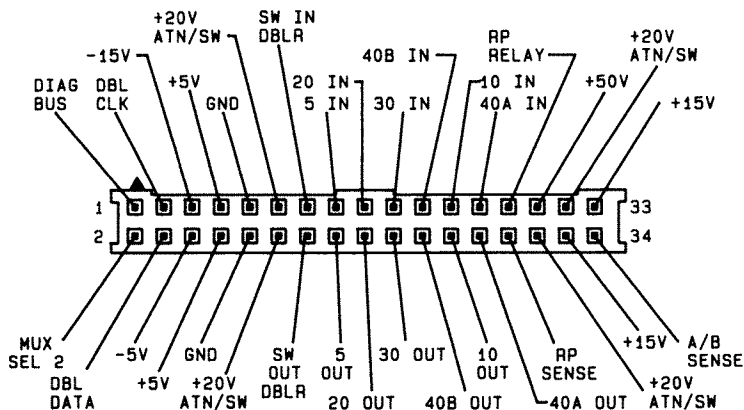 +20V
ATN/SW
SW IN
DBLR
-15V
40B IN
RP
RELAY
+20V
ATN/SW
DIAG
BUS
DBL
CLK
+5V
GND
20 IN
5 IN
30 IN
10 IN
40A IN
+50V
+15V
1
33
2
34
MUX
SEL 2
DBL
DATA
-5V
+5V
GND
+20V
ATN/SW
SW
OUT
DBLR
5
OUT
20 OUT
30 OUT
40B OUT
10
OUT
RP
SENSE
40A OUT
+15V
+20V
ATN/SW
A/B
SENSE